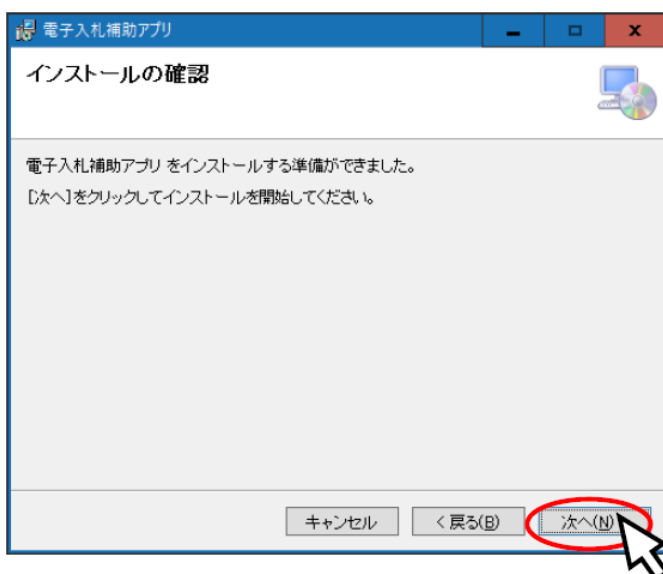 電子入札補助アプリ
インストールの確認
電子入札補助アプリ をインストールする準備ができました。
[次へ]をクリックしてインストールを開始してください。
キャンセル
< 戻る(B)
次へ(N)